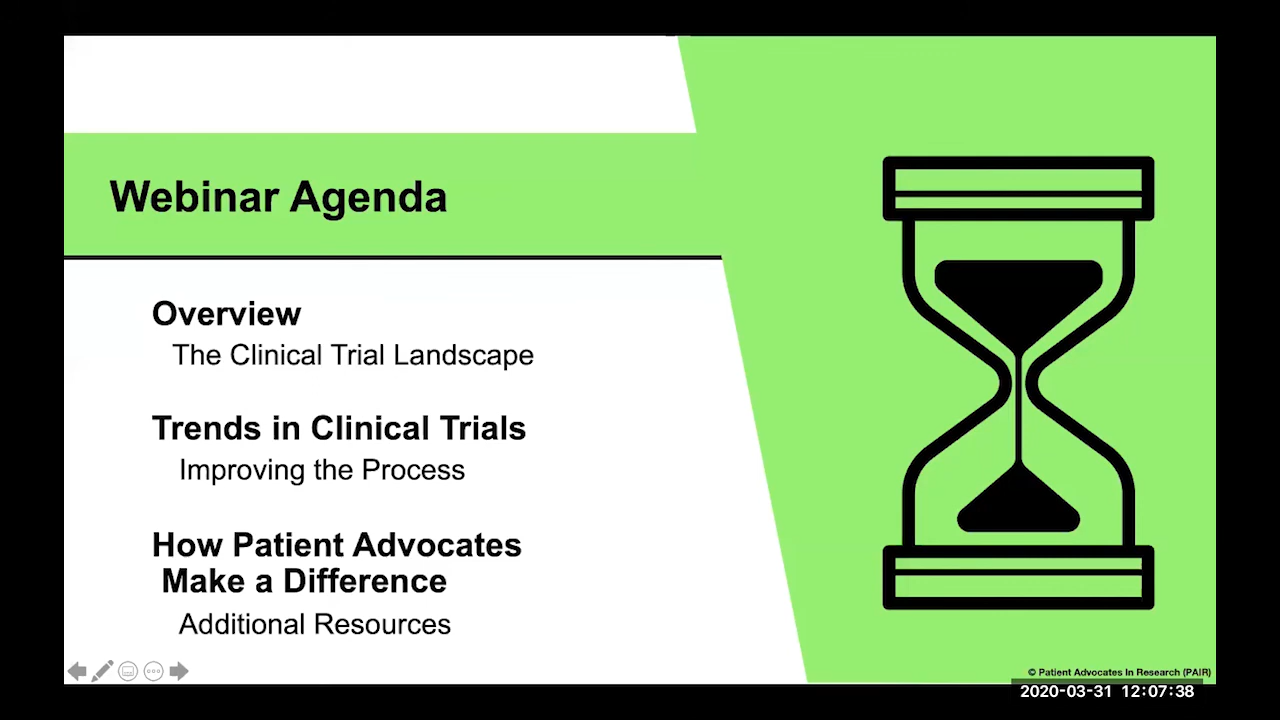 Webinar Agenda
Overview
The Clinical Trial Landscape
Trends in Clinical Trials
Improving the Process
How Patient Advocates
Make a Difference
Additional Resources
© Patient Advocates In Research (PAIR)
2020-03-31 12:07:38